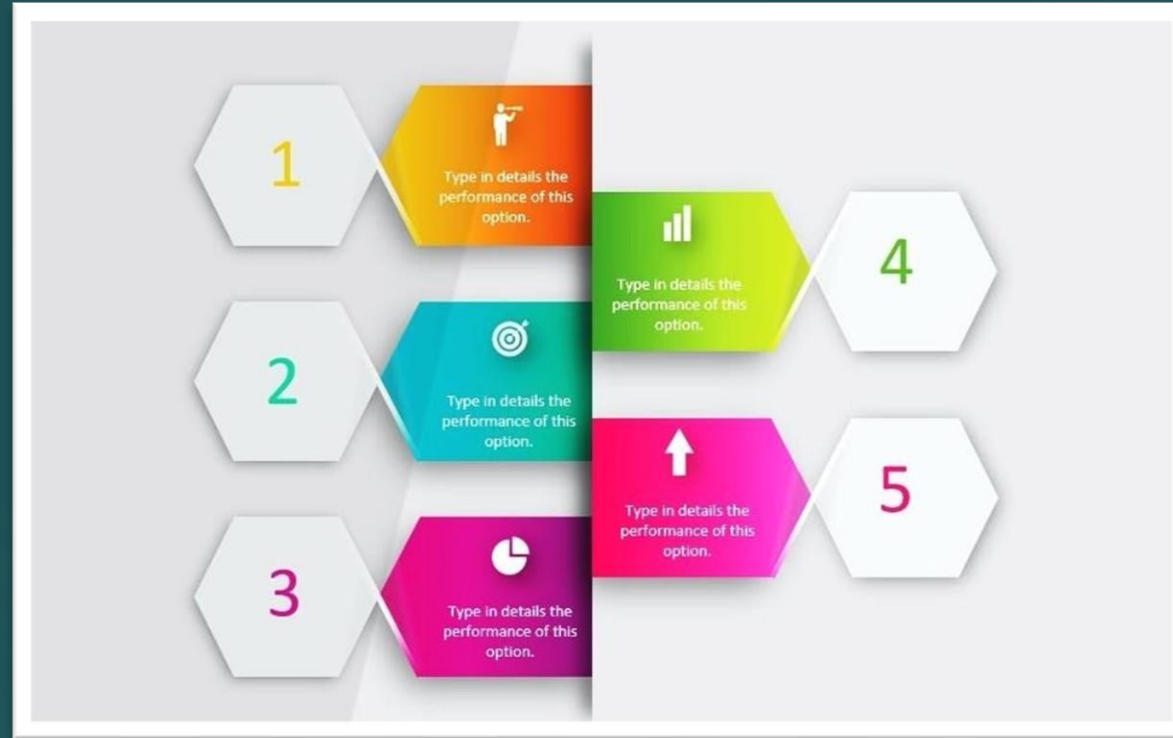 1
Type in details the
performance of this
option.
2
Type in details the
performance of this
option.
3
Type in details the
performance of this
option.
4
Type in details the
performance of this
option.
5
Type in details the
performance of this
option.